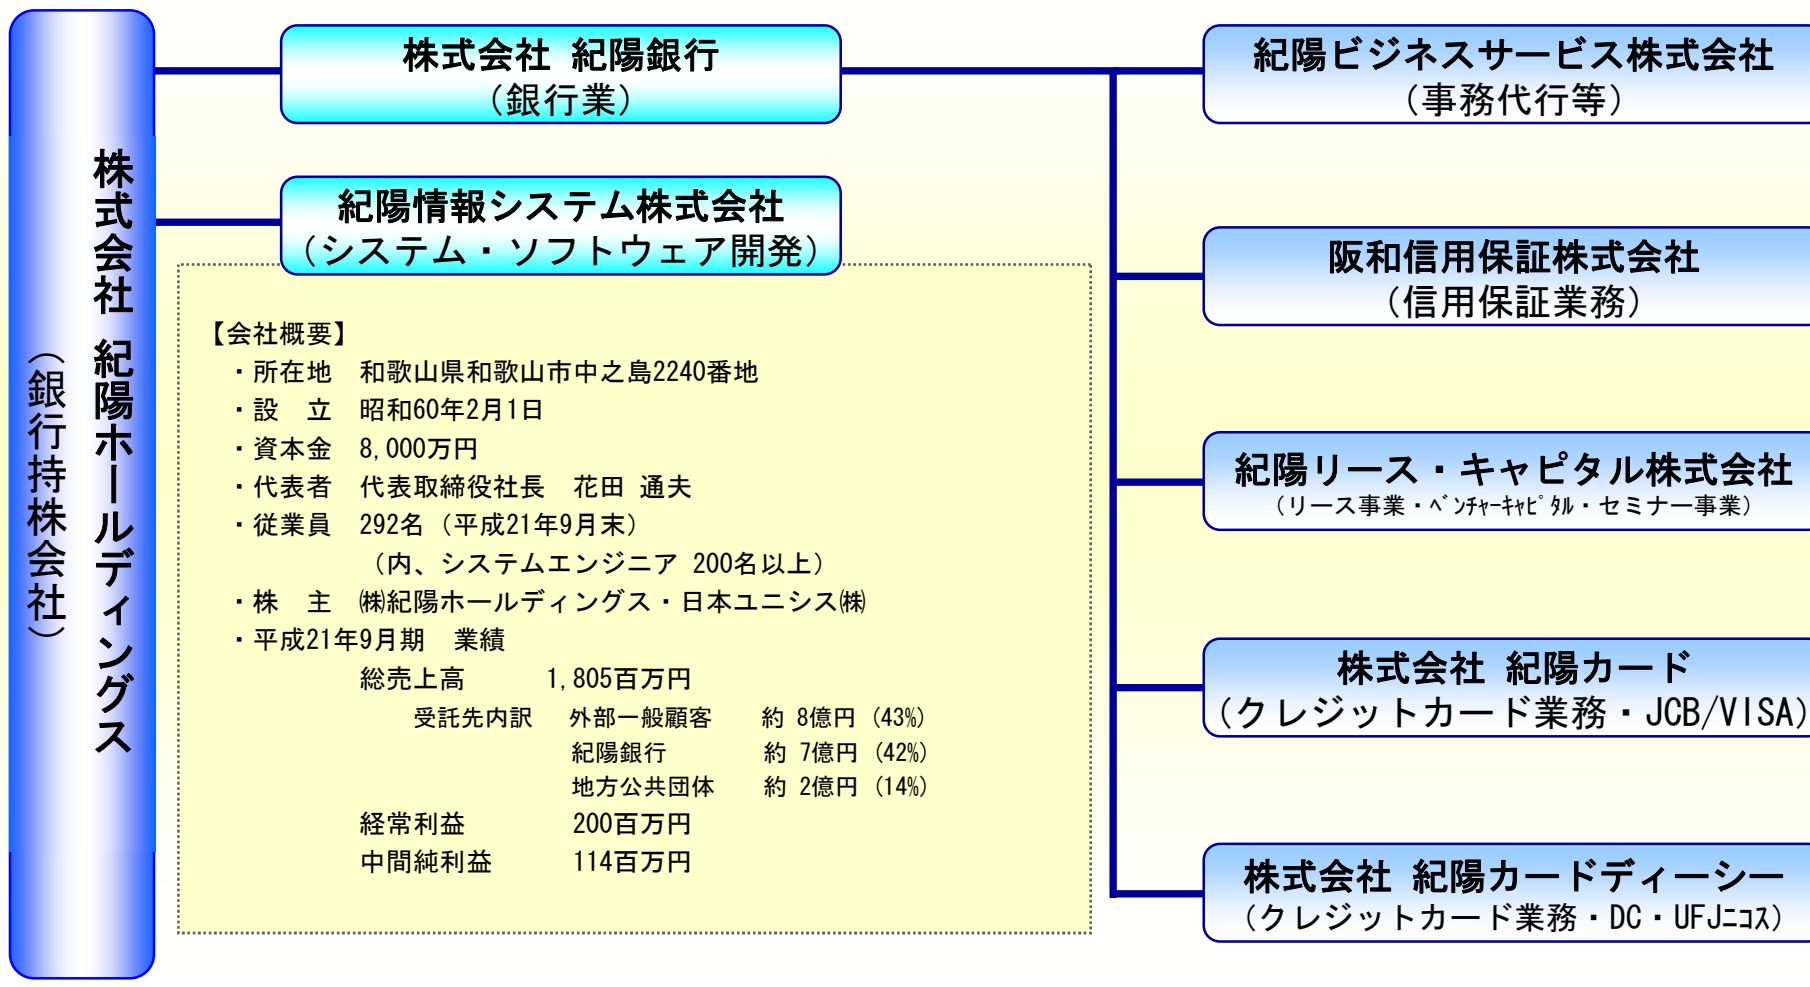 株式会社 紀陽ホールディングス
（銀行持株会社）
株式会社 紀陽銀行
（銀行業）
紀陽情報システム株式会社
（システム・ソフトウェア開発）
【会社概要】
・所在地　和歌山県和歌山市中之島2240番地
・設　立　昭和60年2月1日
・資本金　8,000万円
・代表者　代表取締役社長　花田 通夫
・従業員　292名（平成21年9月末）
（内、システムエンジニア 200名以上）
・株　主　㈱紀陽ホールディングス・日本ユニシス㈱
・平成21年9月期　業績
総売上高　　　1,805百万円
受託先内訳　外部一般顧客　　約 8億円（43%）
紀陽銀行　　　　約 7億円（42%）
地方公共団体　　約 2億円（14%）
経常利益　　　　200百万円
中間純利益　　　114百万円
紀陽ビジネスサービス株式会社
（事務代行等）
阪和信用保証株式会社
（信用保証業務）
紀陽リース・キャピタル株式会社
（リース事業・ﾍﾞﾝﾁｬｰｷｬﾋﾟﾀﾙ・セミナー事業）
株式会社 紀陽カード
（クレジットカード業務・JCB/VISA）
株式会社 紀陽カードディーシー
（クレジットカード業務・DC・UFJﾆｺｽ）